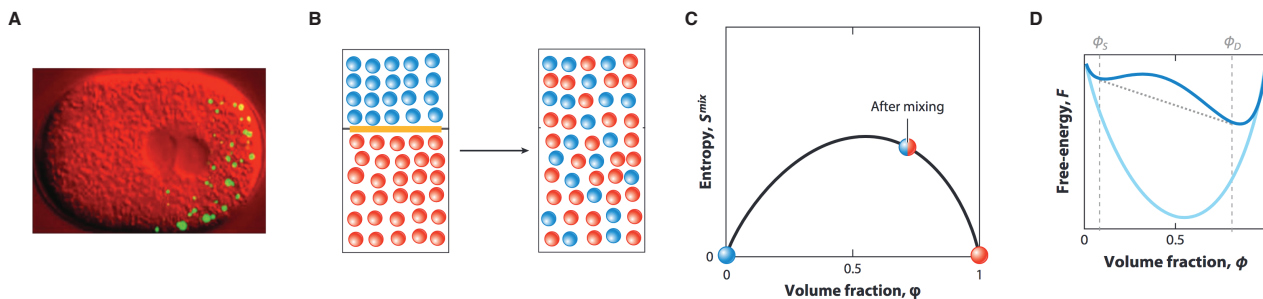 A
B
C
Entropy, S^mix
0
After mixing
0
0.5
1
Volume fraction, φ
D
ϕ_S
ϕ_D
Free-energy, F
0
0.5
Volume fraction, ϕ